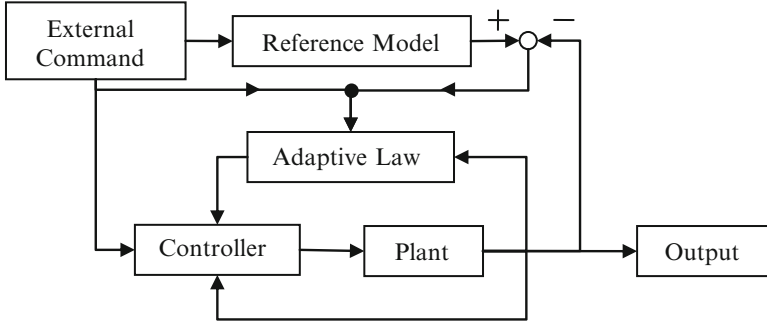 External
Command
Reference Model
+
−
Adaptive Law
Controller
Plant
Output